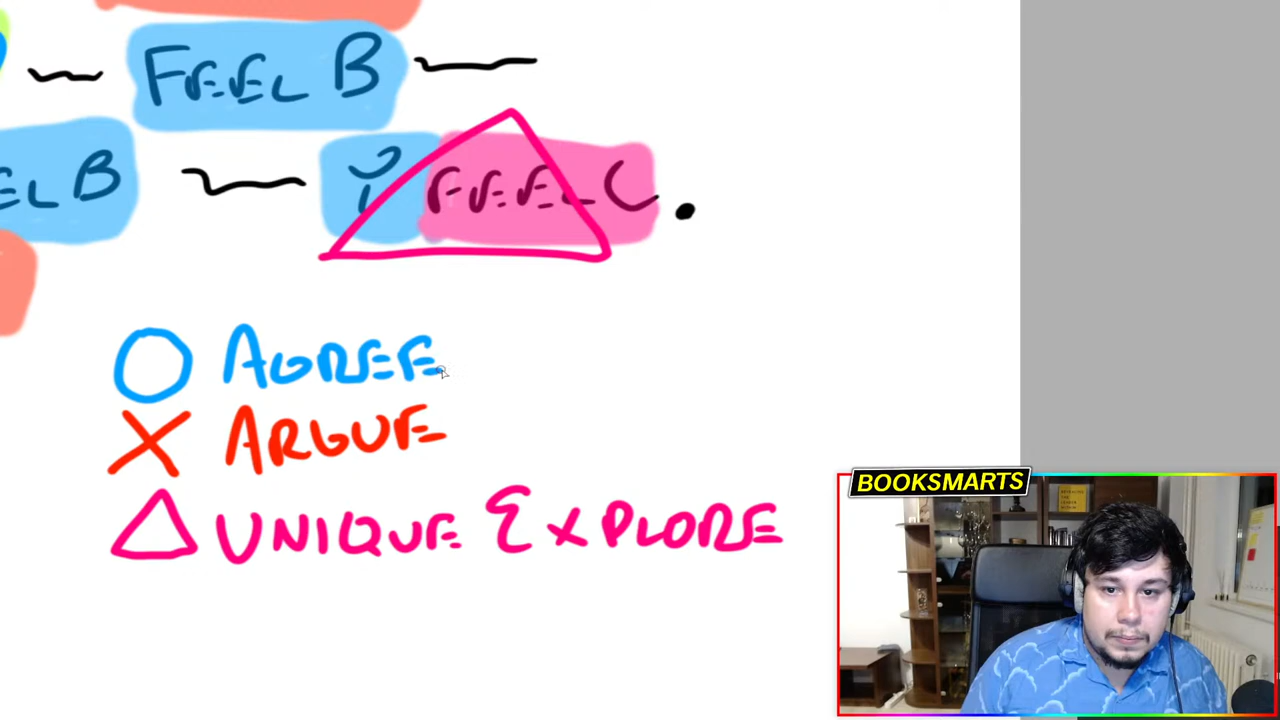 ~ FEEL B ~
EL B ~ I FEEL C.
O AGREE
X ARGUE
△ UNIQUE EXPLORE
BOOKSMARTS